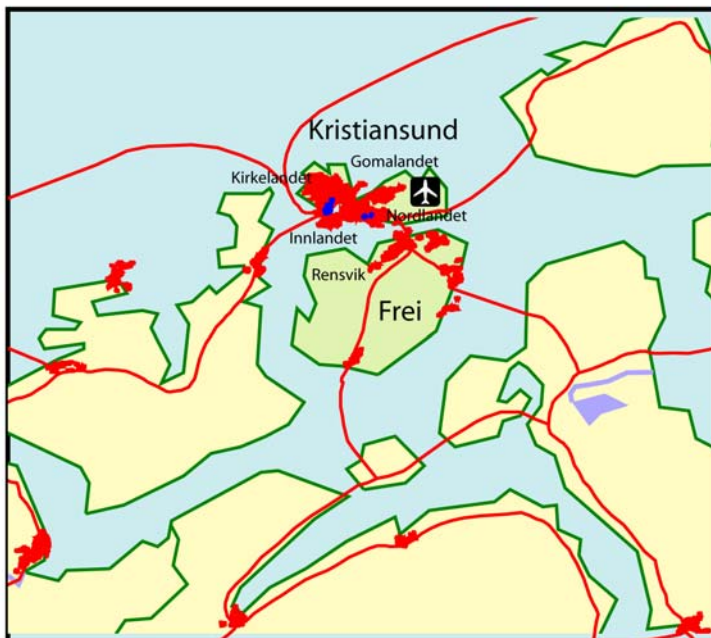 Kristiansund
Gomalandet
Kirkelandet
Nordlandet
Innlandet
Rensvik
Frei